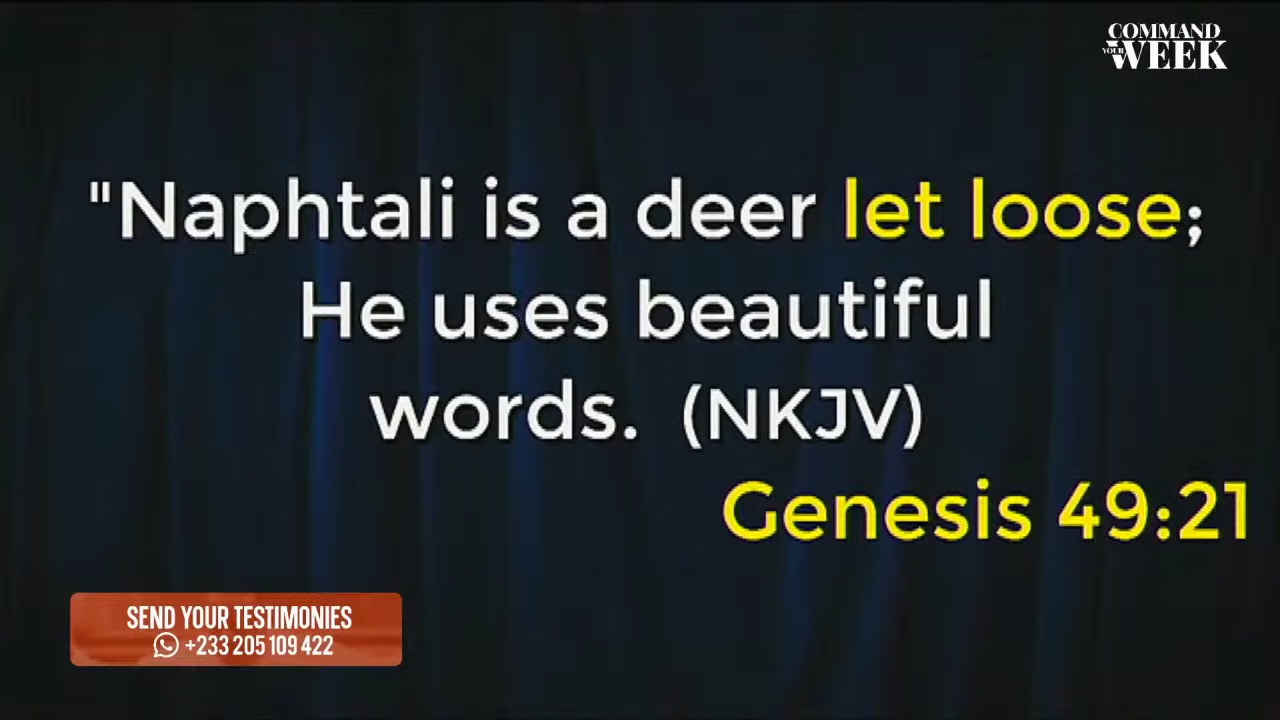 COMMAND
YOUR WEEK
"Naphtali is a deer let loose;
He uses beautiful
words. (NKJV)
Genesis 49:21
SEND YOUR TESTIMONIES
+233 205 109 422